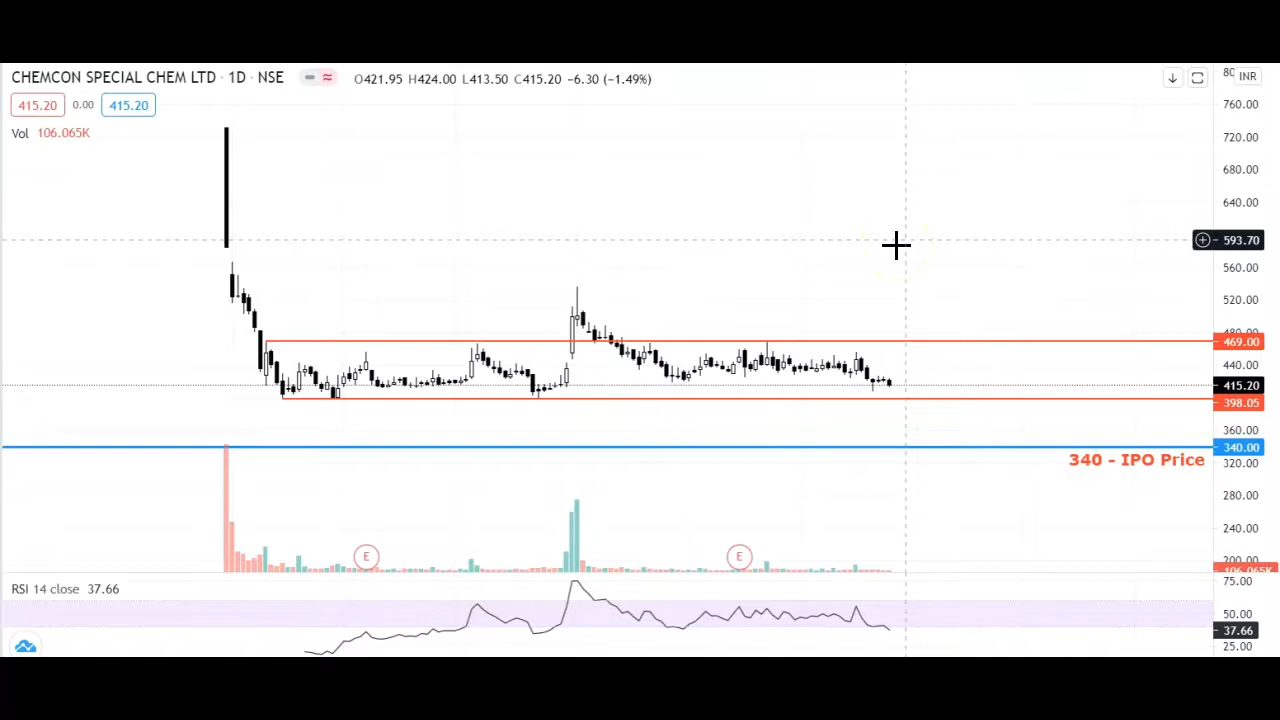 CHEMCON SPECIAL CHEM LTD · 1D · NSE O421.95 H424.00 L413.50 C415.20 −6.30 (−1.49%)
INR
415.20 0.00 415.20
Vol 106.065K
760.00
720.00
680.00
640.00
593.70
560.00
520.00
480.00
469.00
440.00
415.20
398.05
360.00
340.00
340 - IPO Price
320.00
280.00
240.00
200.00
E E
106.065K
75.00
RSI 14 close 37.66
50.00
37.66
25.00